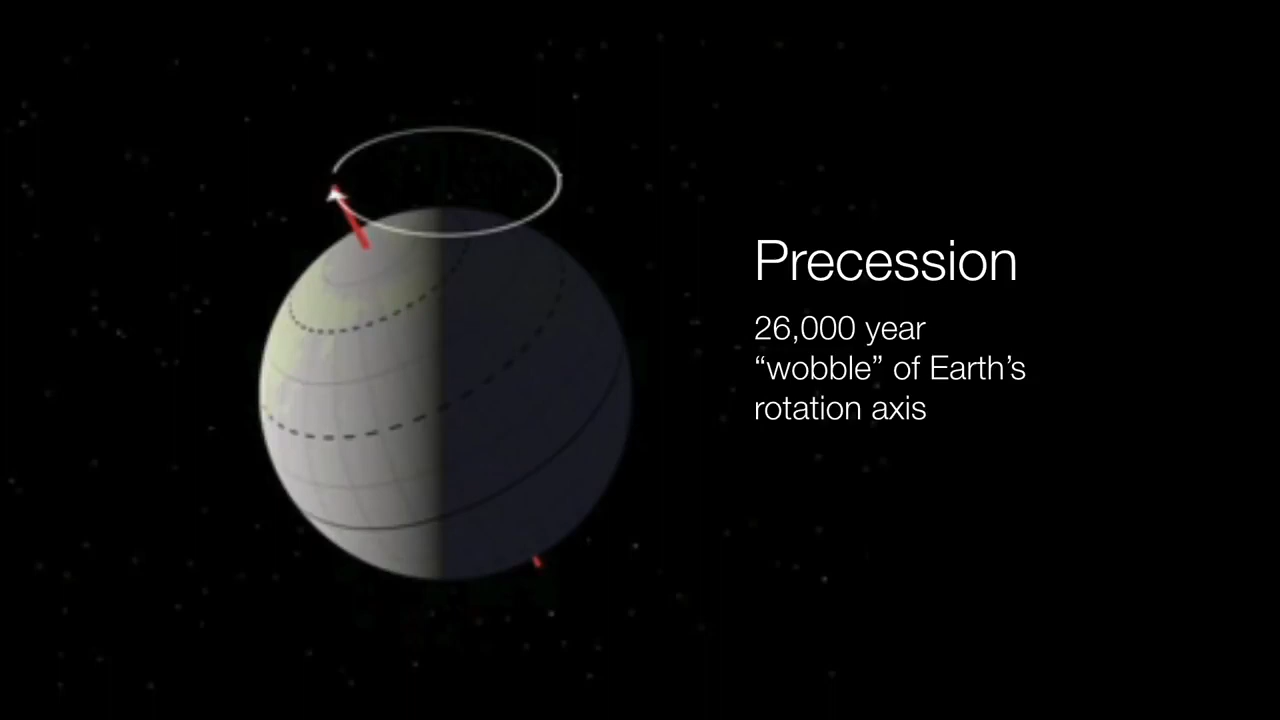 Precession
26,000 year
“wobble” of Earth’s
rotation axis